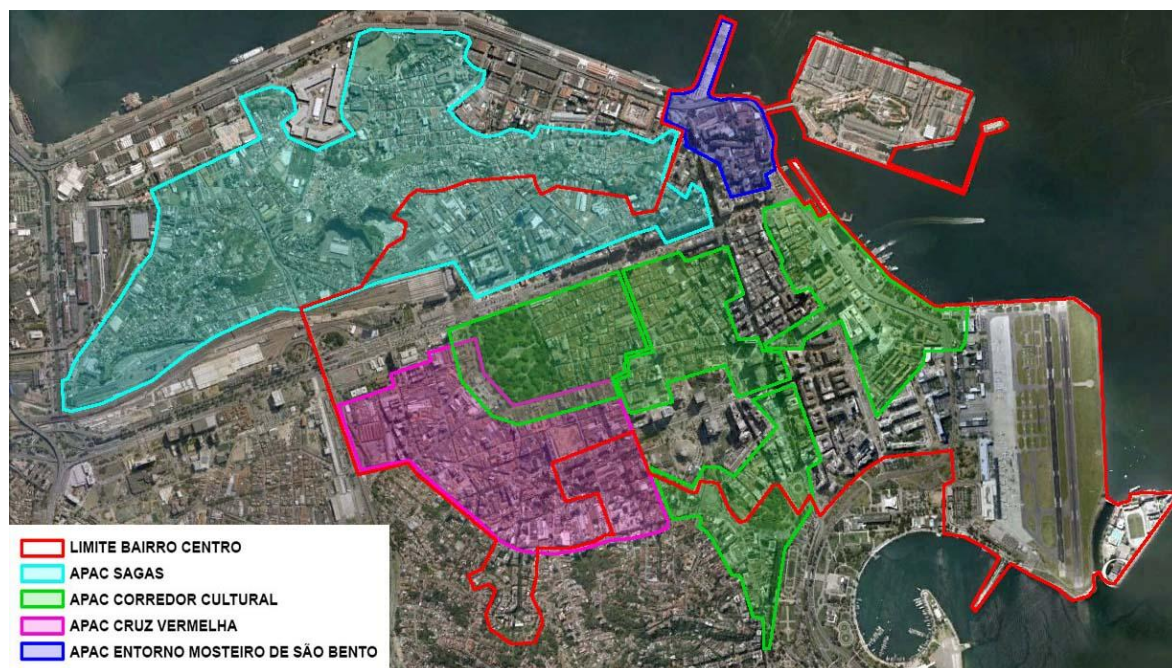 LIMITE BAIRRO CENTRO
APAC SAGAS
APAC CORREDOR CULTURAL
APAC CRUZ VERMELHA
APAC ENTORNO MOSTEIRO DE SÃO BENTO